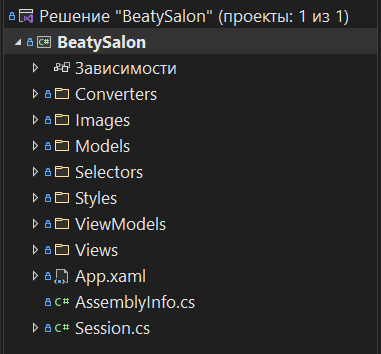 Решение "BeatySalon" (проекты: 1 из 1)
BeatySalon
Зависимости
Converters
Images
Models
Selectors
Styles
ViewModels
Views
App.xaml
C# AssemblyInfo.cs
C# Session.cs